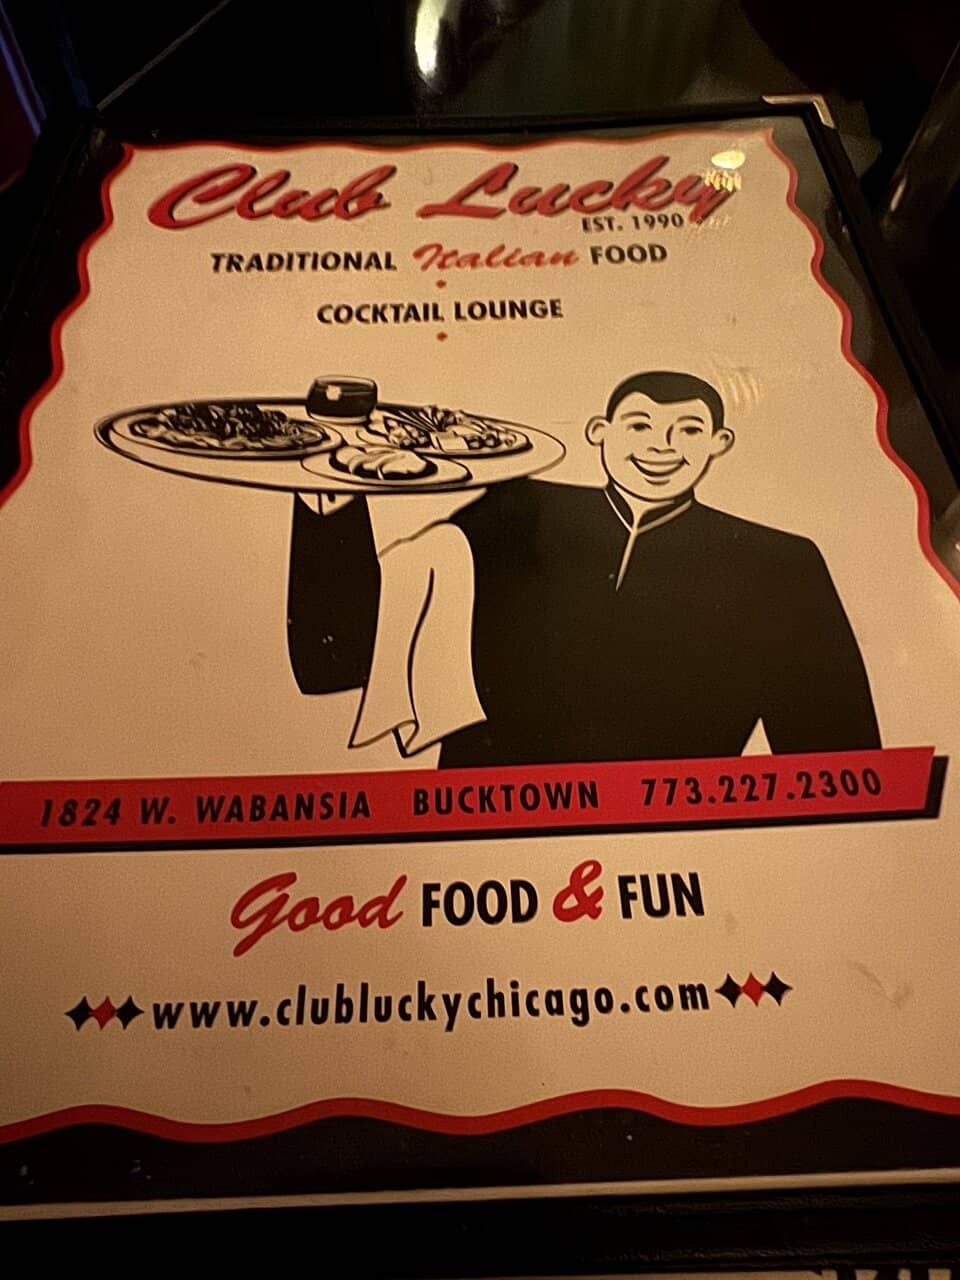 Club Lucky
EST. 1990
TRADITIONAL Italian FOOD
COCKTAIL LOUNGE
1824 W. WABANSIA BUCKTOWN 773.227.2300
Good FOOD & FUN
www.clubluckychicago.com